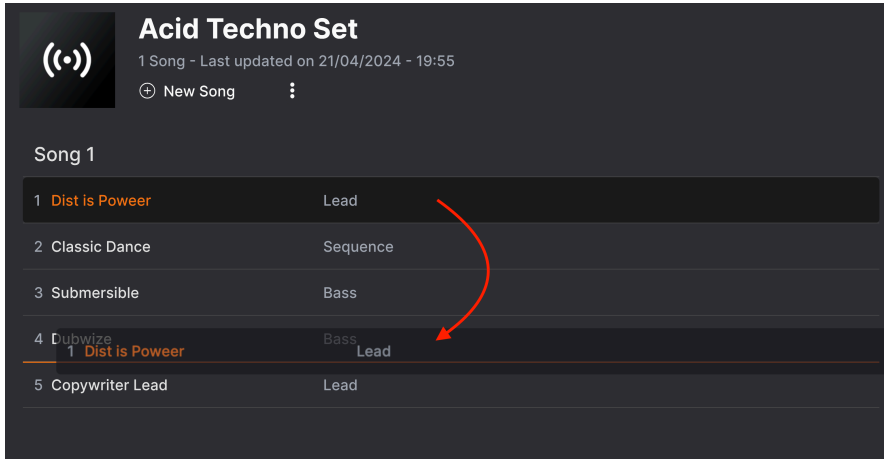 Acid Techno Set
1 Song - Last updated on 21/04/2024 - 19:55
New Song
Song 1
1 Dist is Poweer Lead
2 Classic Dance Sequence
3 Submersible Bass
4 Dubwize Bass
1 Dist is Poweer Lead
5 Copywriter Lead Lead